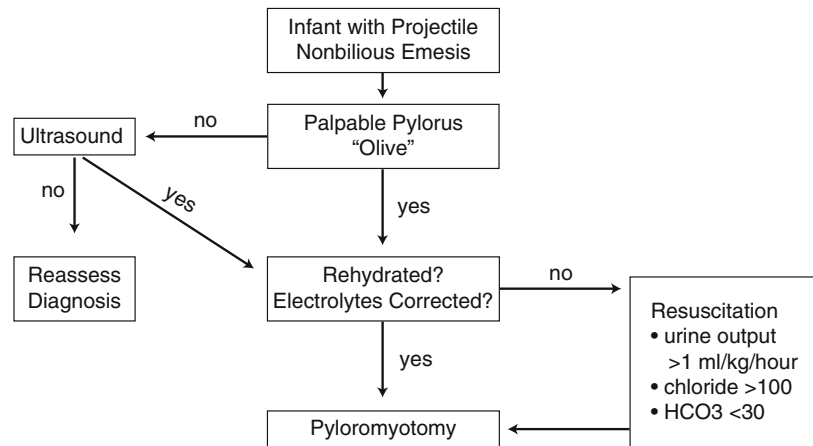 Infant with Projectile
Nonbilious Emesis
Ultrasound
no
Palpable Pylorus
“Olive”
no
yes
yes
Reassess
Diagnosis
Rehydrated?
Electrolytes Corrected?
no
Resuscitation
• urine output
>1 ml/kg/hour
• chloride >100
• HCO3 <30
yes
Pyloromyotomy